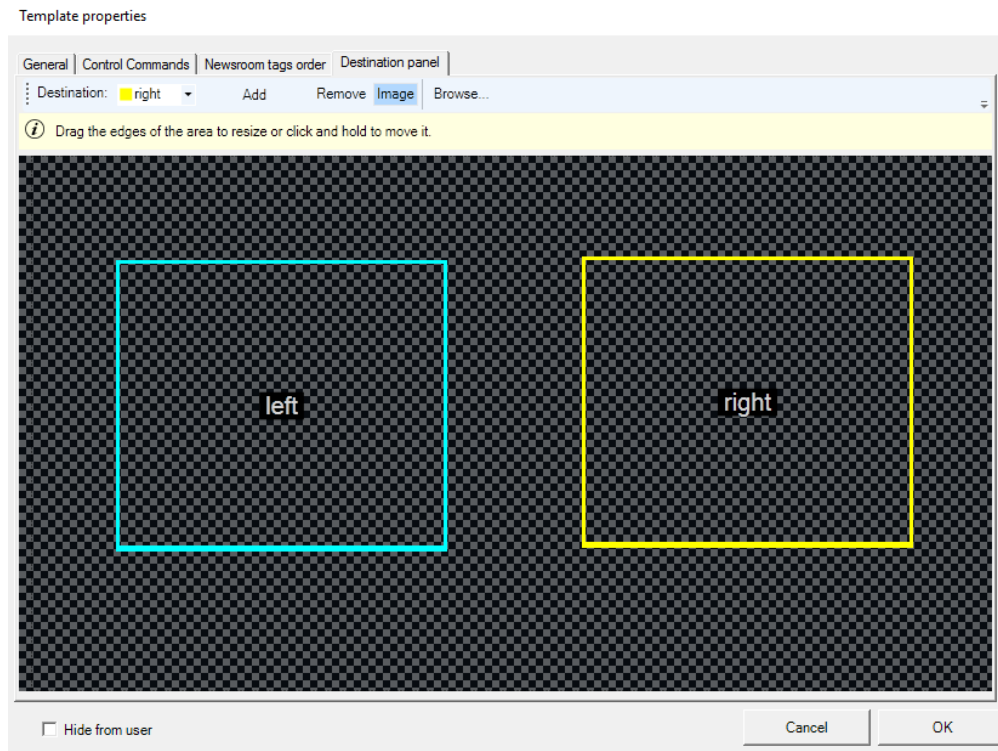 Template properties
General Control Commands Newsroom tags order Destination panel
Destination: right Add Remove Image Browse...
i Drag the edges of the area to resize or click and hold to move it.
left right
Hide from user Cancel OK